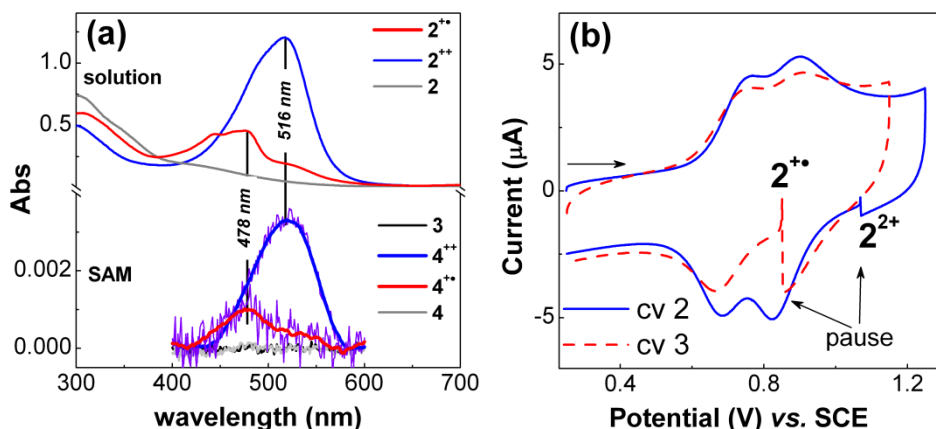 (a)
solution
2⁺•
2⁺⁺
2
1.0
0.5
516 nm
478 nm
Abs
SAM
3
4⁺⁺
4⁺•
4
0.002
0.000
300 400 500 600 700
wavelength (nm)
(b)
5
0
-5
Current (μA)
2⁺•
2²⁺
pause
cv 2
cv 3
0.4 0.8 1.2
Potential (V) vs. SCE